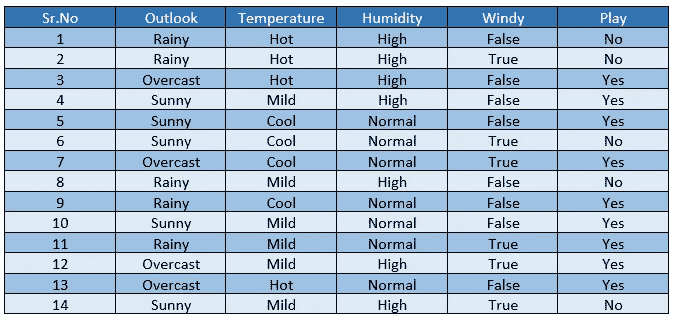 Sr.No Outlook Temperature Humidity Windy Play
1 Rainy Hot High False No
2 Rainy Hot High True No
3 Overcast Hot High False Yes
4 Sunny Mild High False Yes
5 Sunny Cool Normal False Yes
6 Sunny Cool Normal True No
7 Overcast Cool Normal True Yes
8 Rainy Mild High False No
9 Rainy Cool Normal False Yes
10 Sunny Mild Normal False Yes
11 Rainy Mild Normal True Yes
12 Overcast Mild High True Yes
13 Overcast Hot Normal False Yes
14 Sunny Mild High True No